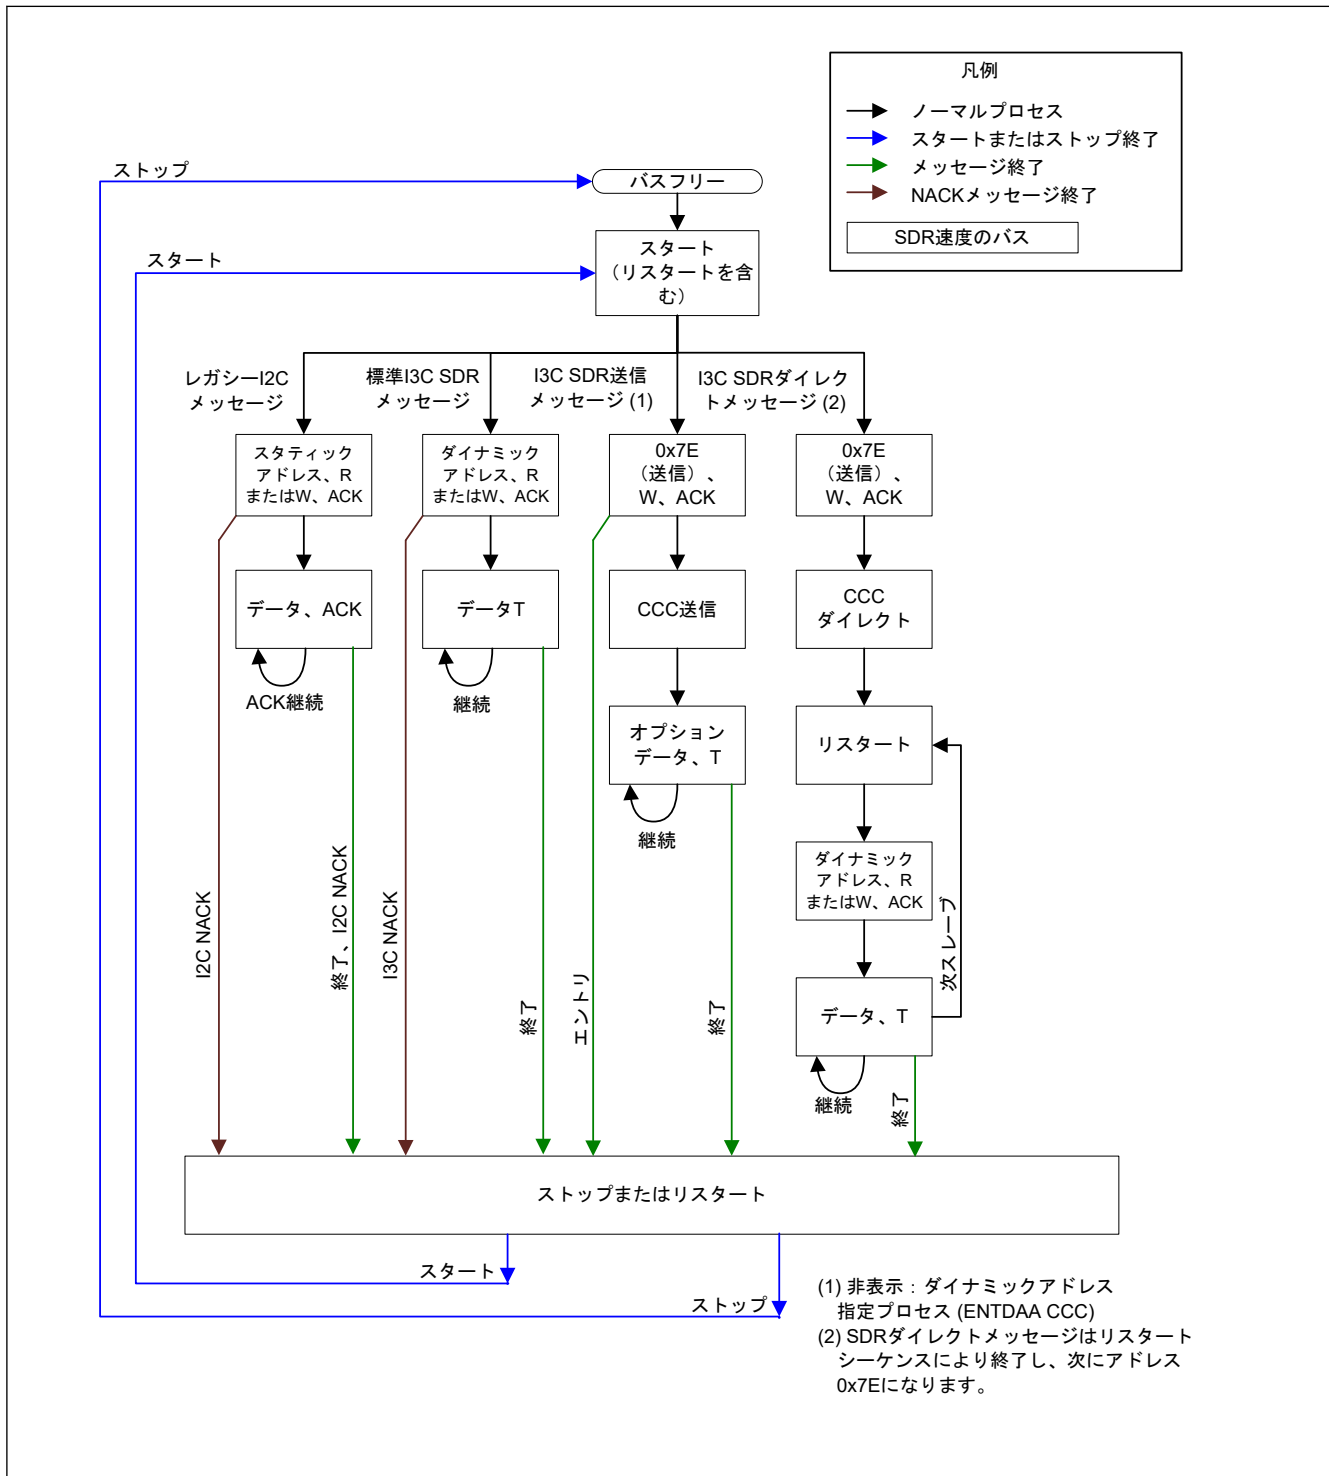 凡例
ノーマルプロセス
スタートまたはストップ終了
メッセージ終了
NACKメッセージ終了
SDR速度のバス
ストップ
バスフリー
スタート
スタート
（リスタートを含
む）
レガシーI2C
メッセージ
標準I3C SDR
メッセージ
I3C SDR送信
メッセージ (1)
I3C SDRダイレク
トメッセージ (2)
スタティック
アドレス、R
またはW、ACK
ダイナミック
アドレス、R
またはW、ACK
0x7E
（送信）、
W、ACK
0x7E
（送信）、
W、ACK
データ、ACK
データT
CCC送信
CCC
ダイレクト
ACK継続
継続
オプション
データ、T
リスタート
継続
ダイナミック
アドレス、R
またはW、ACK
次スレーブ
データ、T
継続
I2C NACK
終了、I2C NACK
I3C NACK
終了
エントリ
終了
終了
ストップまたはリスタート
スタート
ストップ
(1) 非表示：ダイナミックアドレス
指定プロセス (ENTDAA CCC)
(2) SDRダイレクトメッセージはリスタート
シーケンスにより終了し、次にアドレス
0x7Eになります。